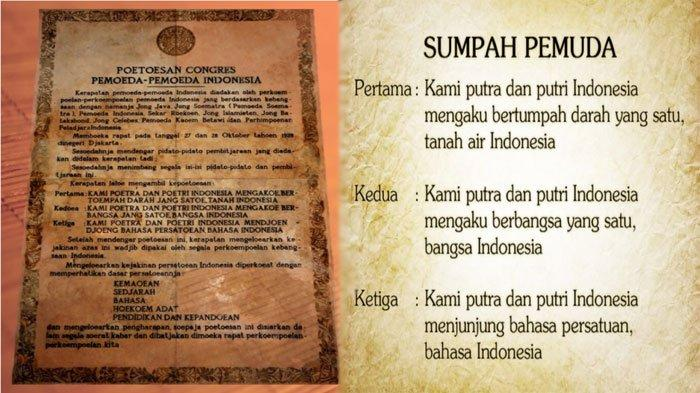 POETOESAN CONGRES
PEMOEDA-PEMOEDA INDONESIA
Kerapatan pemoeda-pemoeda Indonesia diadakan oleh perkoem-
poelan-perkoempoelan pemoeda Indonesia jang berdasarkan kebang-
saan dengan namanja Jong Java, Jong Soematra (Pemoeda Soema-
tra), Pemoeda Indonesia, Sekar Roekoen, Jong Islamieten, Jong Ba-
taksbond, Jong Celebes, Pemoeda Kaoem Betawi dan Perhimpoenan
Peladjar Indonesia.
Memboeka rapat pada tanggal 27 dan 28 Oktober tahoen 1928
dinegeri Djakarta.
Sesoedahnja mendengar pidato-pidato pembitjaraan jang diada-
kan didalam kerapatan tadi;
Sesoedahnja menimbang segala isi-isi pidato-pidato dan pembi-
tjaraan ini.
Kerapatan laloe mengambil kepoetoesan:
Pertama: KAMI POETRA DAN POETRI INDONESIA MENGAKOE BER-
TOEMPAH DARAH JANG SATOE, TANAH INDONESIA
Kedoea : KAMI POETRA DAN POETRI INDONESIA MENGAKOE BER-
BANGSA JANG SATOE, BANGSA INDONESIA
Ketiga : KAMI POETRA DAN POETRI INDONESIA MENDJOEN-
DJOENG BAHASA PERSATOEAN BAHASA INDONESIA
Setelah mendengar poetoesan ini, kerapatan mengeloearkan ke-
jakinan azas ini wadjib dipakai oleh segala perkoempoelan kebang-
saan Indonesia.
Mengeloearkan kejakinan persatoean Indonesia diperkoeat dengan
memperhatikan dasar persatoeannja:
KEMAOEAN
SEDJARAH
BAHASA
HOEKOEM ADAT
PENDIDIKAN DAN KEPANDOEAN
dan mengeloearkan pengharapan, soepaja poetoesan ini disiarkan da-
lam segala soerat kabar dan dibatjakan dimoeka rapat perkoempoelan-
perkoempoelan kita
SUMPAH PEMUDA
Pertama : Kami putra dan putri Indonesia
mengaku bertumpah darah yang satu,
tanah air Indonesia
Kedua : Kami putra dan putri Indonesia
mengaku berbangsa yang satu,
bangsa Indonesia
Ketiga : Kami putra dan putri Indonesia
menjunjung bahasa persatuan,
bahasa Indonesia